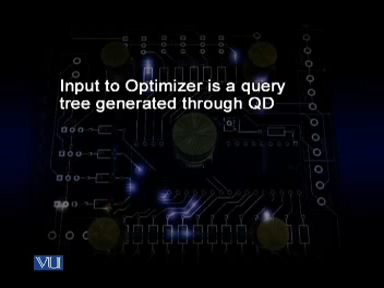 Input to Optimizer is a query
tree generated through QD
VU